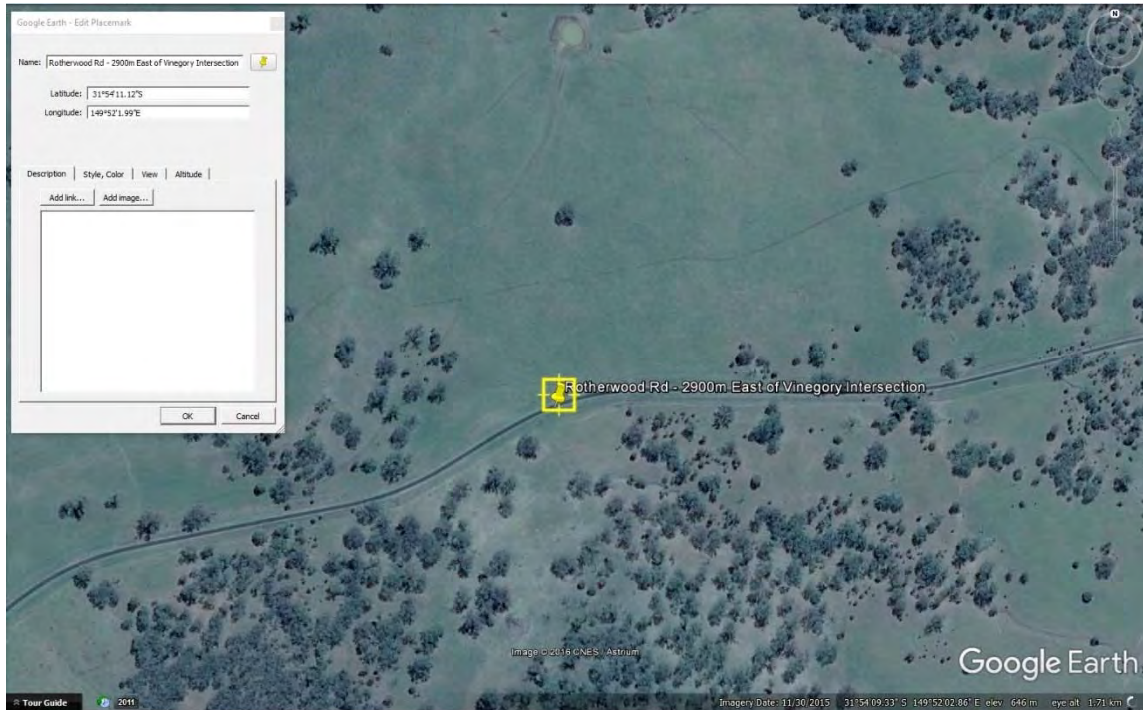 Google Earth - Edit Placemark
N
Name: Rotherwood Rd - 2900m East of Vinegory Intersection
Latitude: 31°54'11.12"S
Longitude: 149°52'1.99"E
Description Style, Color View Altitude
Add link... Add image...
Rotherwood Rd - 2900m East of Vinegory Intersection
OK Cancel
Image © 2016 CNES / Astrium
Google Earth
Tour Guide 2011 Imagery Date: 11/30/2015 31°54'09.33" S 149°52'02.86" E elev 646 m eye alt 1.71 km